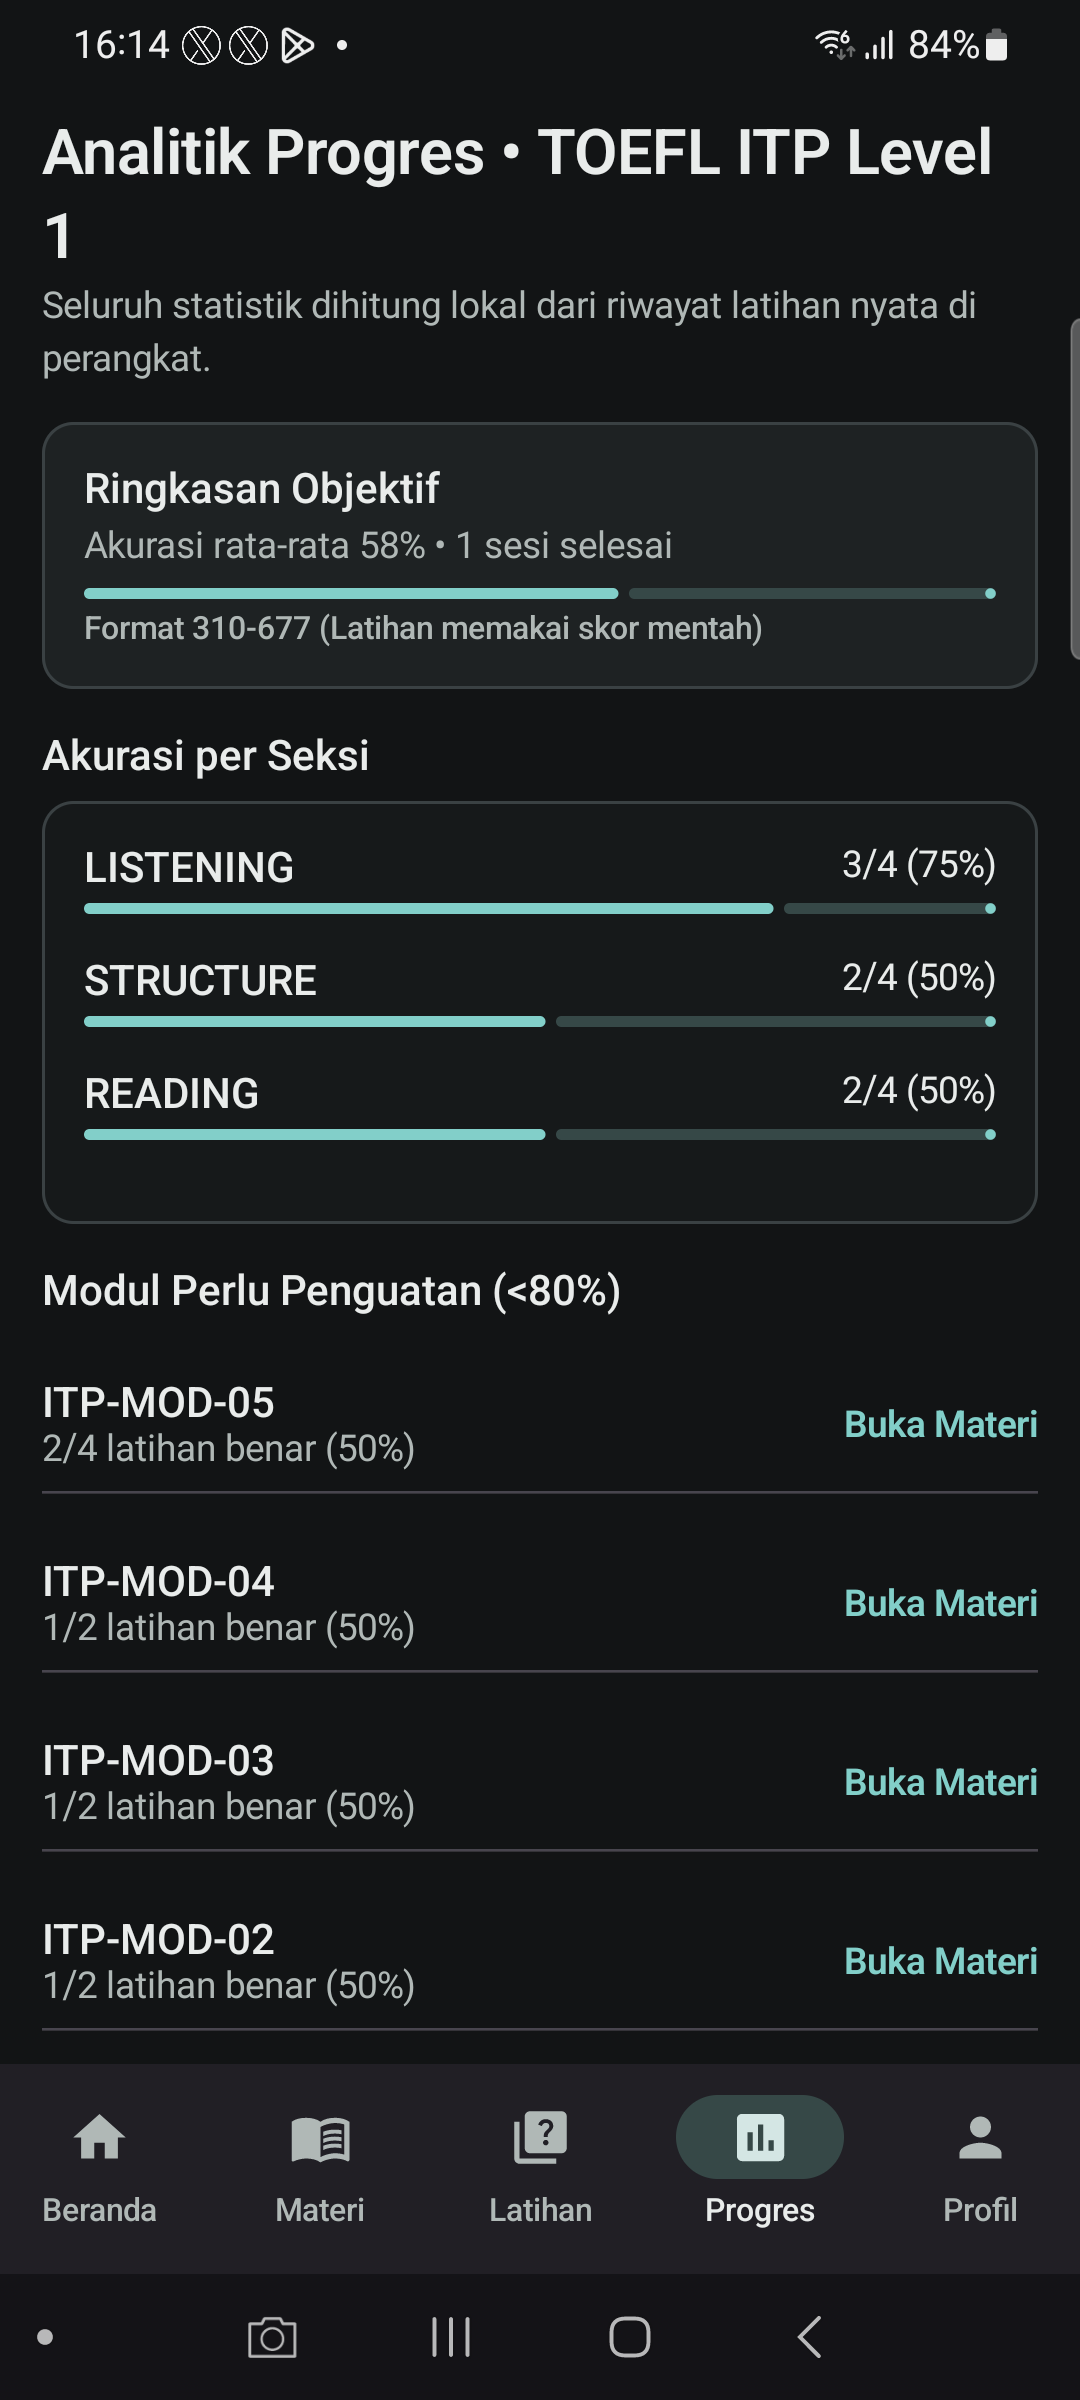 16:14
84%
Analitik Progres • TOEFL ITP Level
1
Seluruh statistik dihitung lokal dari riwayat latihan nyata di
perangkat.
Ringkasan Objektif
Akurasi rata-rata 58% • 1 sesi selesai
Format 310-677 (Latihan memakai skor mentah)
Akurasi per Seksi
LISTENING 3/4 (75%)
STRUCTURE 2/4 (50%)
READING 2/4 (50%)
Modul Perlu Penguatan (<80%)
ITP-MOD-05
2/4 latihan benar (50%)
Buka Materi
ITP-MOD-04
1/2 latihan benar (50%)
Buka Materi
ITP-MOD-03
1/2 latihan benar (50%)
Buka Materi
ITP-MOD-02
1/2 latihan benar (50%)
Buka Materi
Beranda Materi Latihan Progres Profil